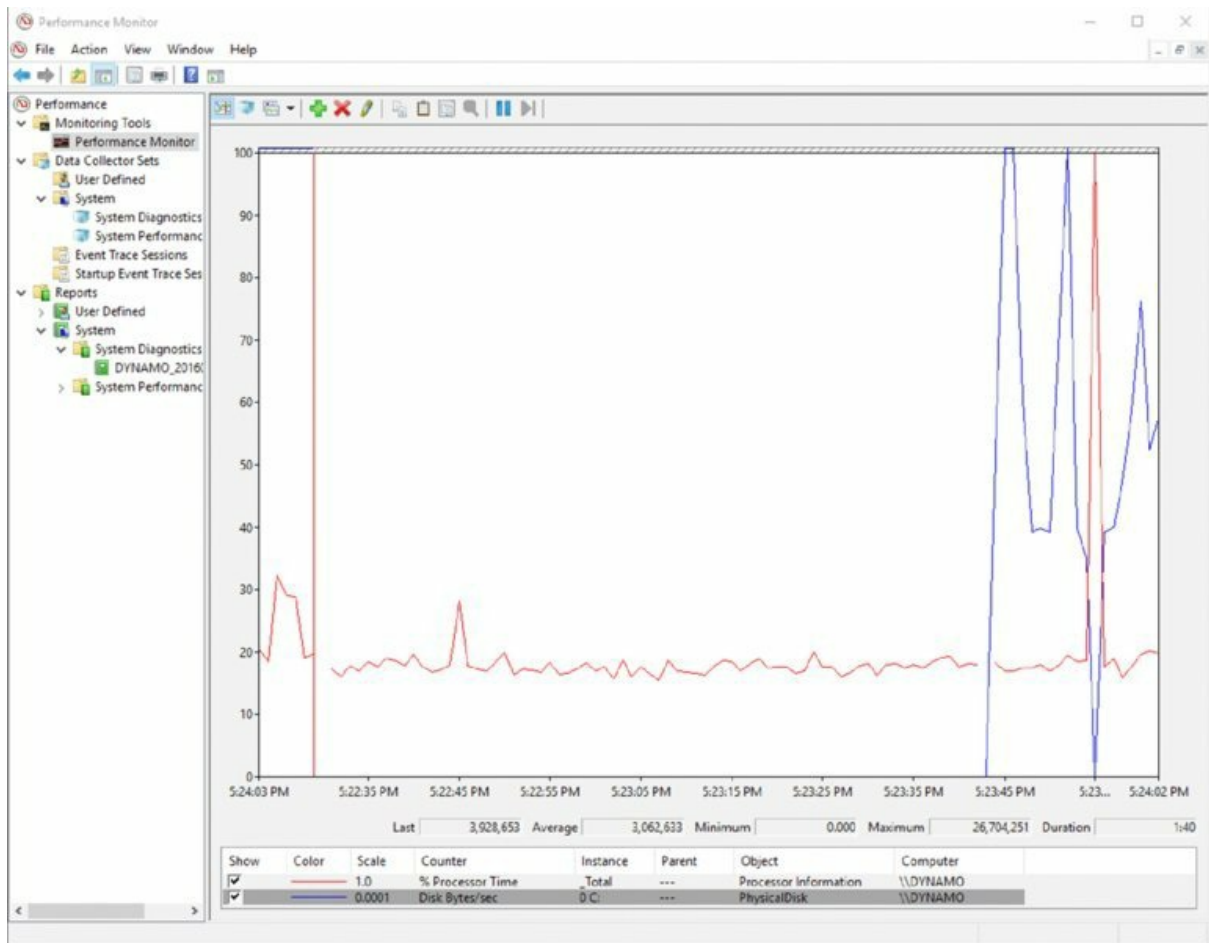 Performance Monitor
File Action View Window Help
Performance
Monitoring Tools
Performance Monitor
Data Collector Sets
User Defined
System
System Diagnostics
System Performanc
Event Trace Sessions
Startup Event Trace Ses
Reports
User Defined
System
System Diagnostics
DYNAMO_2016
System Performanc
100
90
80
70
60
50
40
30
20
10
0
5:24:03 PM 5:22:35 PM 5:22:45 PM 5:22:55 PM 5:23:05 PM 5:23:15 PM 5:23:25 PM 5:23:35 PM 5:23:45 PM 5:23... 5:24:02 PM
Last 3,928,653 Average 3,062,633 Minimum 0.000 Maximum 26,704,251 Duration 1:40
Show Color Scale Counter Instance Parent Object Computer
1.0 % Processor Time _Total --- Processor Information \\DYNAMO
0.0001 Disk Bytes/sec 0 C: --- PhysicalDisk \\DYNAMO